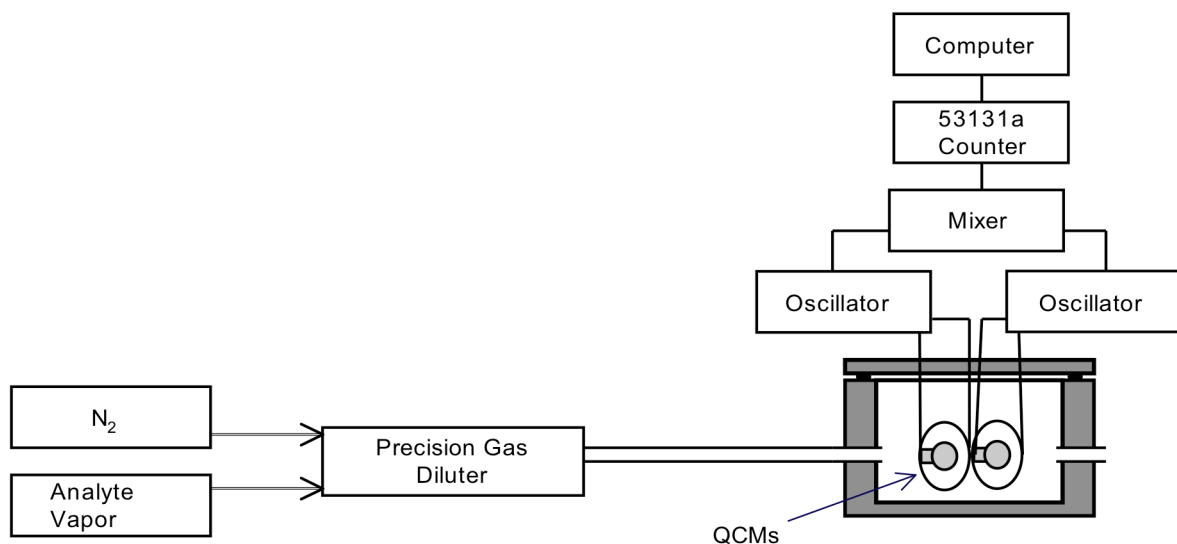 Computer
53131a
Counter
Mixer
Oscillator
Oscillator
N₂
Precision Gas
Diluter
Analyte
Vapor
QCMs